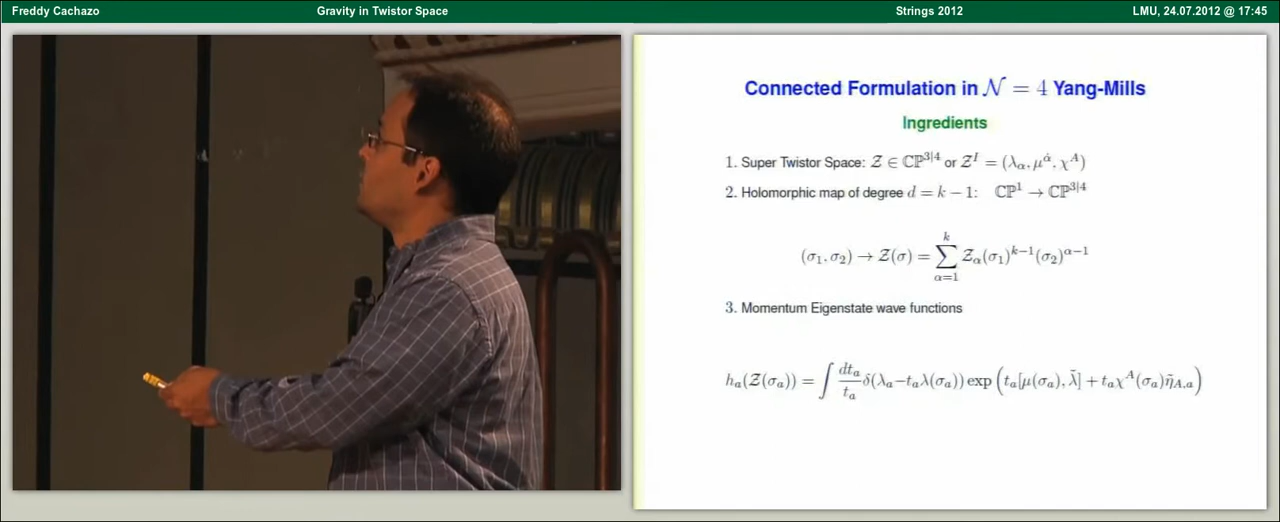 Freddy Cachazo Gravity in Twistor Space Strings 2012 LMU, 24.07.2012 @ 17:45
Connected Formulation in 𝒩 = 4 Yang-Mills
Ingredients
1. Super Twistor Space: 𝒵 ∈ ℂℙ^{3|4} or 𝒵^I = (λ_α, μ^{α̇}, χ^A)
2. Holomorphic map of degree d = k − 1: ℂℙ^1 → ℂℙ^{3|4}
(σ_1, σ_2) → 𝒵(σ) = ∑_{α=1}^{k} 𝒵_α(σ_1)^{k−1}(σ_2)^{α−1}
3. Momentum Eigenstate wave functions
h_a(𝒵(σ_a)) = ∫ dt_a/t_a δ(λ_a−t_aλ(σ_a)) exp (t_a[μ(σ_a), λ̃] + t_aχ^A(σ_a)η̃_{A,a})